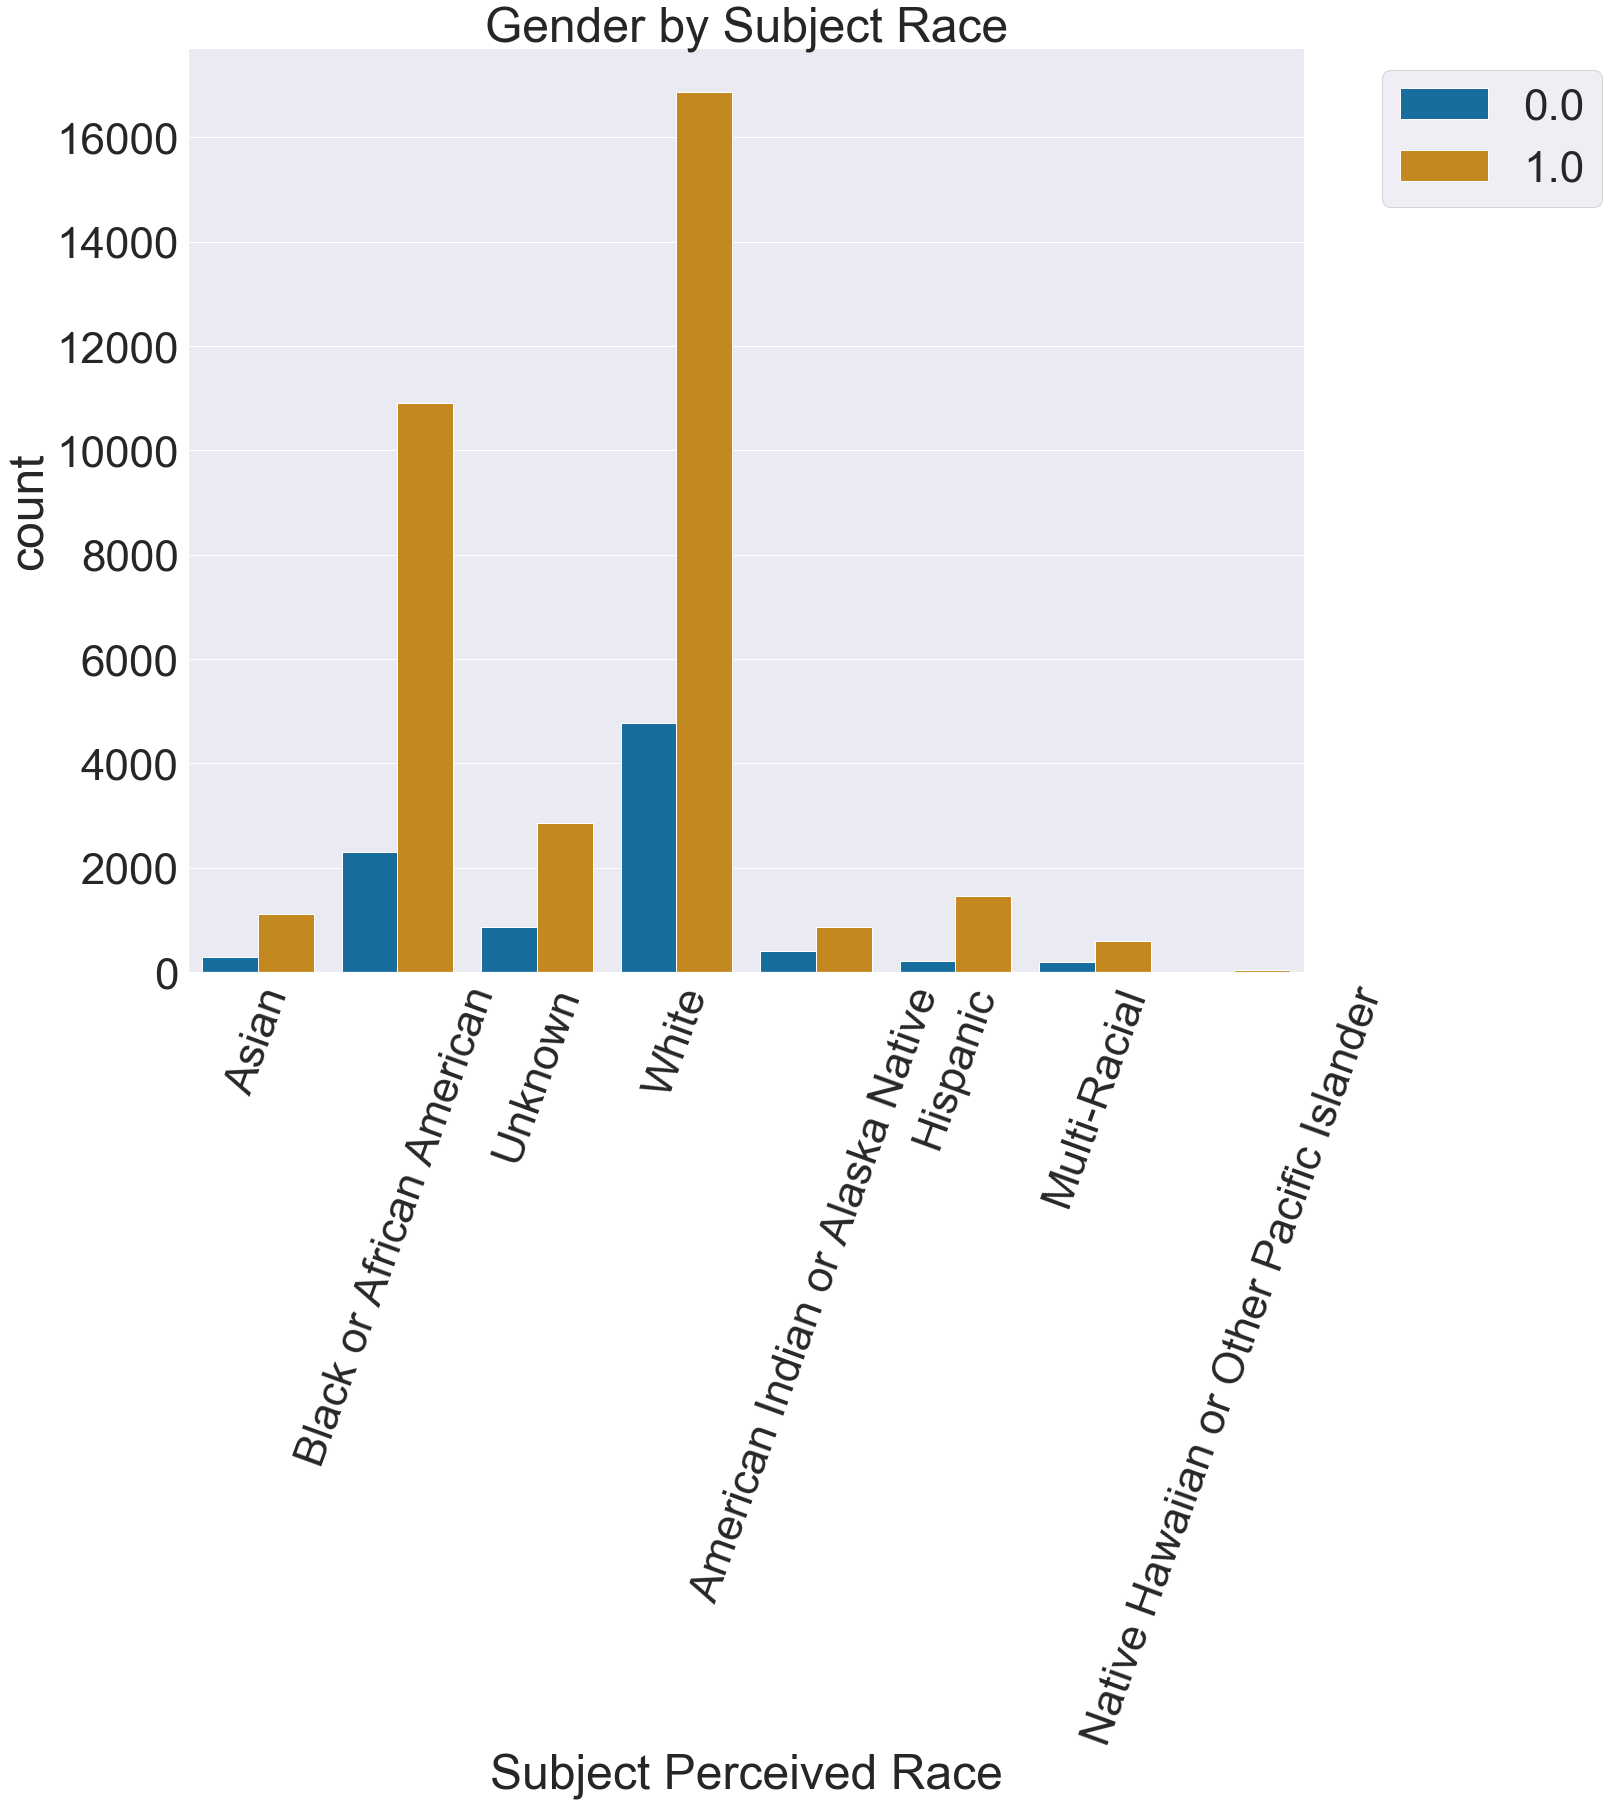 Gender by Subject Race
0.0
1.0
count
16000
14000
12000
10000
8000
6000
4000
2000
0
Asian
Black or African American
Unknown
White
American Indian or Alaska Native
Hispanic
Multi-Racial
Native Hawaiian or Other Pacific Islander
Subject Perceived Race